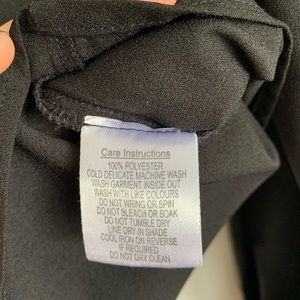 Care Instructions
100% POLYESTER
COLD DELICATE MACHINE WASH
WASH GARMENT INSIDE OUT
WASH WITH LIKE COLOURS
DO NOT WRING OR SPIN
DO NOT BLEACH OR SOAK
DO NOT TUMBLE DRY
LINE DRY IN SHADE
COOL IRON ON REVERSE
IF REQUIRED
DO NOT DRY CLEAN